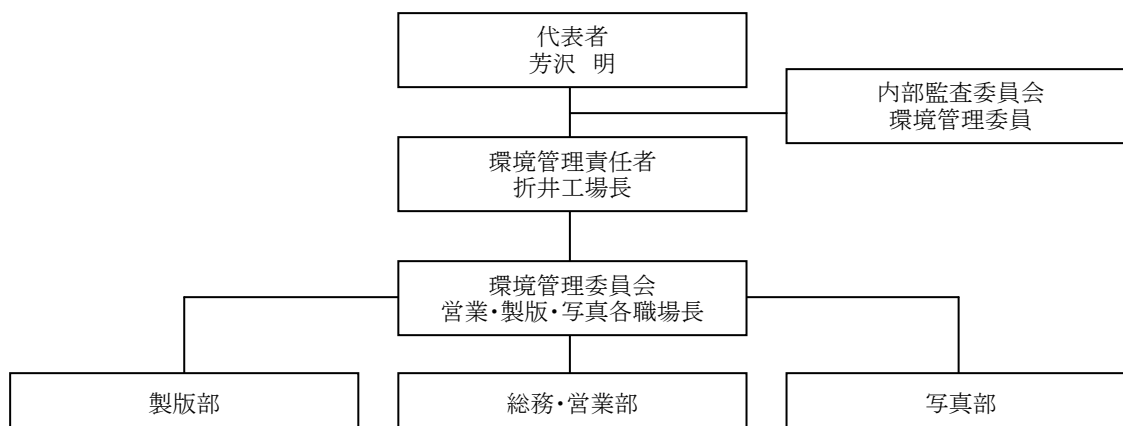 代表者
芳沢 明
内部監査委員会
環境管理委員
環境管理責任者
折井工場長
環境管理委員会
営業・製版・写真各職場長
製版部
総務・営業部
写真部